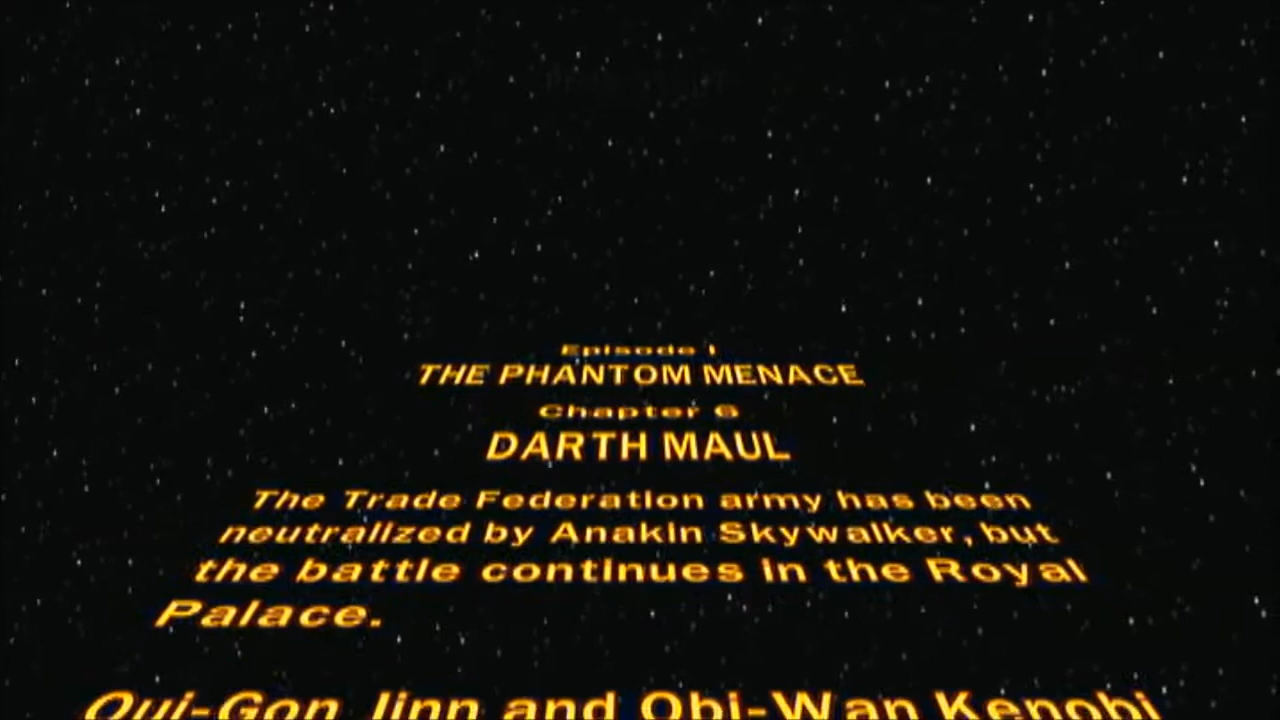 Episode I
THE PHANTOM MENACE
Chapter 6
DARTH MAUL
The Trade Federation army has been
neutralized by Anakin Skywalker, but
the battle continues in the Royal
Palace.
Qui-Gon Jinn and Obi-Wan Kenobi